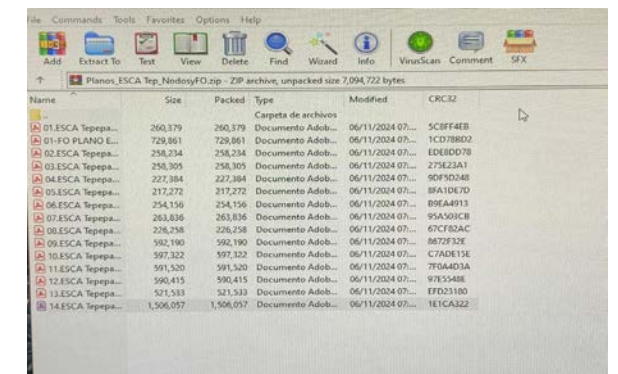 File Commands Tools Favorites Options Help
Add Extract To Test View Delete Find Wizard Info VirusScan Comment SFX
Planos_ESCA Tep_NodosyFO.zip - ZIP archive, unpacked size 7,094,722 bytes
Name Size Packed Type Modified CRC32
.. Carpeta de archivos
01.ESCA Tepepa... 260,379 260,379 Documento Adob... 06/11/2024 07:... 5C8FF4EB
01-FO PLANO E... 729,861 729,861 Documento Adob... 06/11/2024 07:... 1CD78BD2
02.ESCA Tepepa... 258,234 258,234 Documento Adob... 06/11/2024 07:... EDE8DD78
03.ESCA Tepepa... 258,305 258,305 Documento Adob... 06/11/2024 07:... 275E23A1
04.ESCA Tepepa... 227,384 227,384 Documento Adob... 06/11/2024 07:... 9DF5D248
05.ESCA Tepepa... 217,272 217,272 Documento Adob... 06/11/2024 07:... 8FA1DE7D
06.ESCA Tepepa... 254,156 254,156 Documento Adob... 06/11/2024 07:... B9EA4913
07.ESCA Tepepa... 263,836 263,836 Documento Adob... 06/11/2024 07:... 95A503CB
08.ESCA Tepepa... 226,258 226,258 Documento Adob... 06/11/2024 07:... 67CF82AC
09.ESCA Tepepa... 592,190 592,190 Documento Adob... 06/11/2024 07:... 8672F32E
10.ESCA Tepepa... 597,322 597,322 Documento Adob... 06/11/2024 07:... C7ADE15E
11.ESCA Tepepa... 591,520 591,520 Documento Adob... 06/11/2024 07:... 7F0A4D3A
12.ESCA Tepepa... 590,415 590,415 Documento Adob... 06/11/2024 07:... 97E5548E
13.ESCA Tepepa... 521,533 521,533 Documento Adob... 06/11/2024 07:... EFD23180
14.ESCA Tepepa... 1,506,057 1,506,057 Documento Adob... 06/11/2024 07:... 1E1CA322